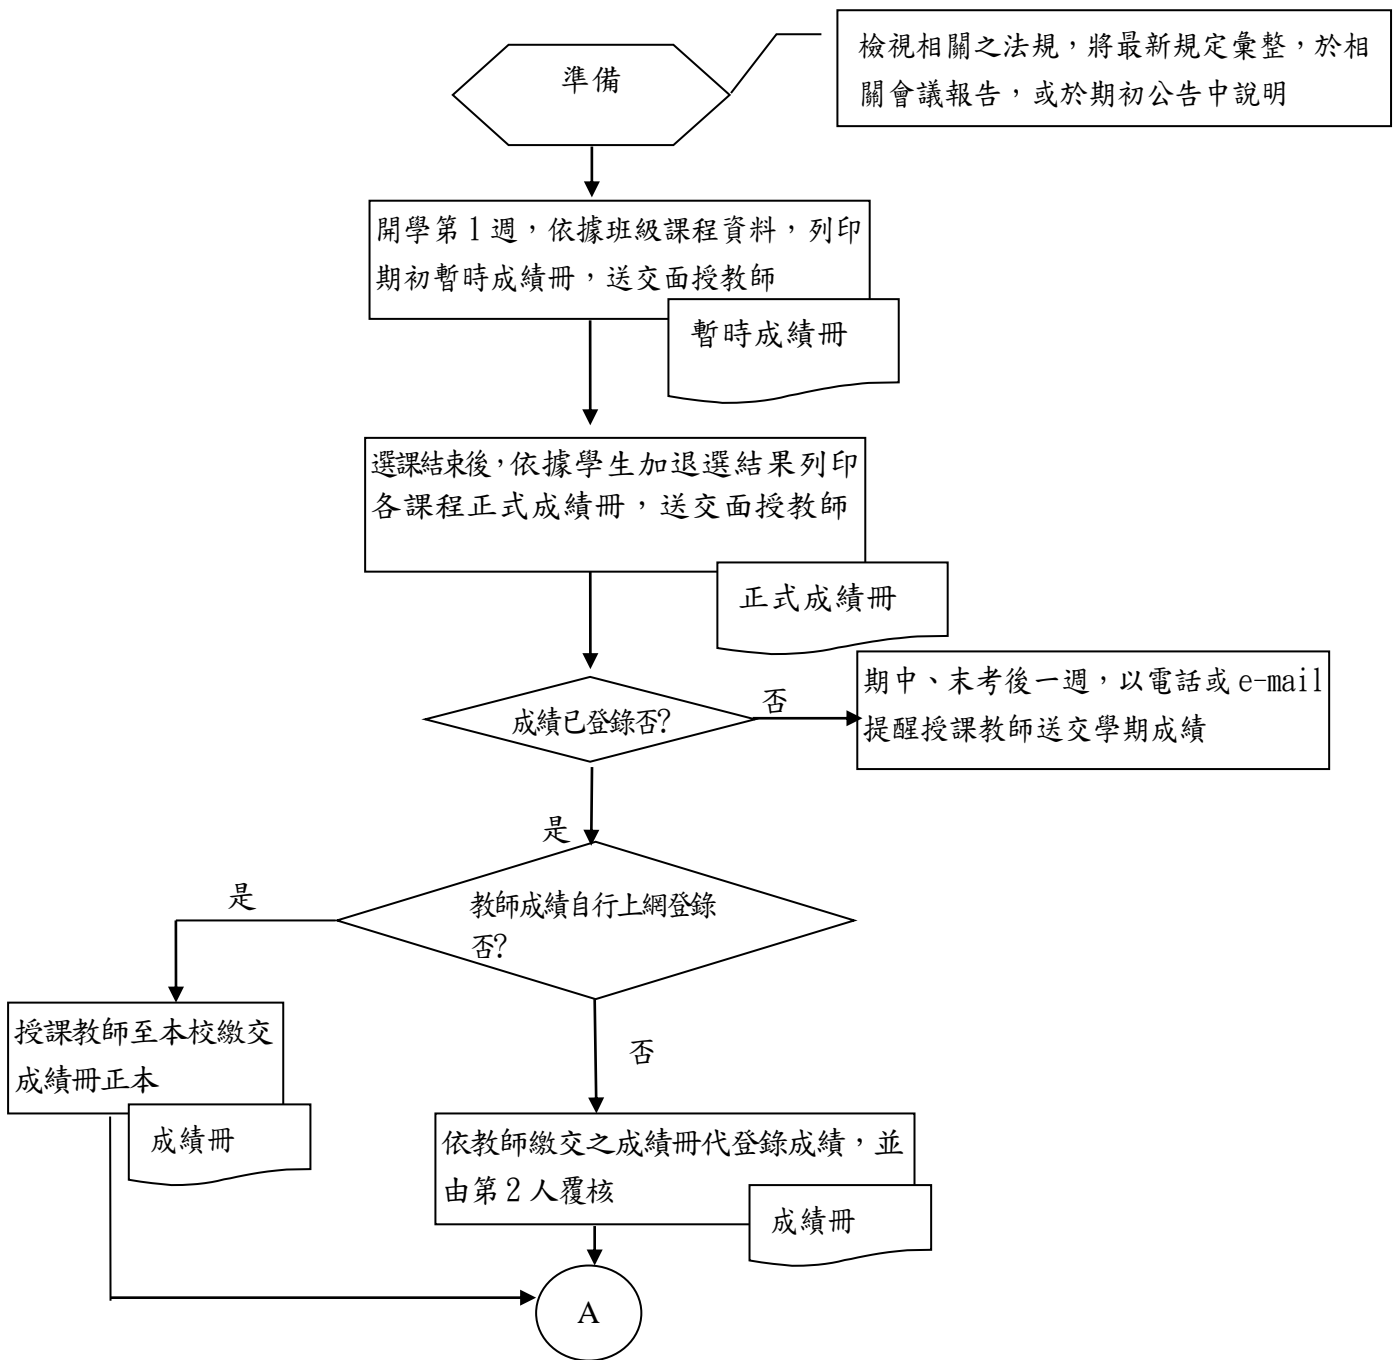 準備
檢視相關之法規，將最新規定彙整，於相
關會議報告，或於期初公告中說明
開學第1週，依據班級課程資料，列印
期初暫時成績冊，送交面授教師
暫時成績冊
選課結束後，依據學生加退選結果列印
各課程正式成績冊，送交面授教師
正式成績冊
成績已登錄否?
否
期中、末考後一週，以電話或 e-mail
提醒授課教師送交學期成績
是
教師成績自行上網登錄
否?
是
授課教師至本校繳交
成績冊正本
成績冊
否
依教師繳交之成績冊代登錄成績，並
由第2人覆核
成績冊
A